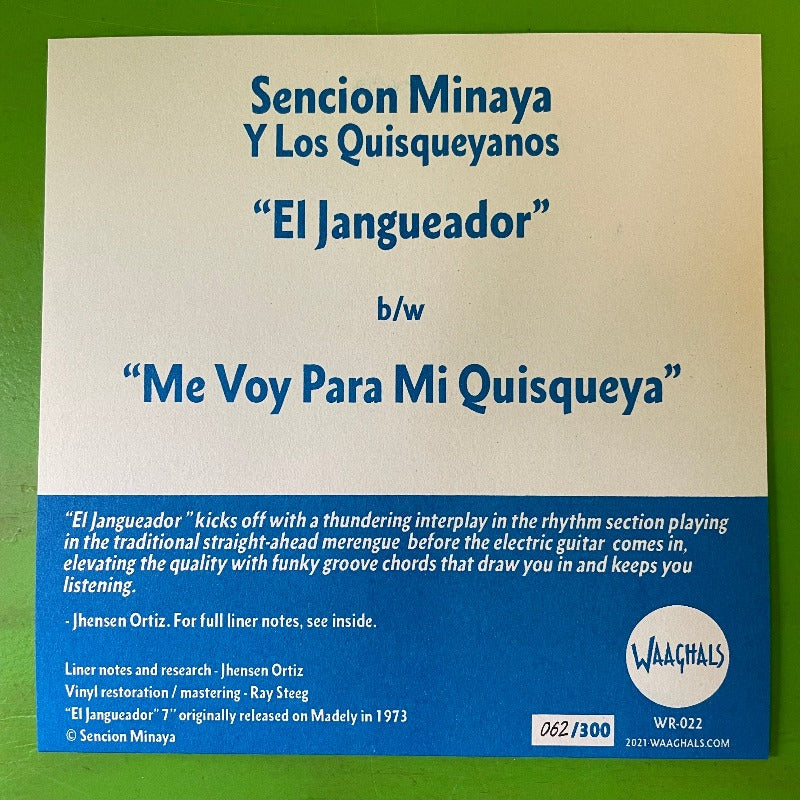 Sencion Minaya
Y Los Quisqueyanos
“El Jangueador”
b/w
“Me Voy Para Mi Quisqueya”
“El Jangueador ” kicks off with a thundering interplay in the rhythm section playing
in the traditional straight-ahead merengue before the electric guitar comes in,
elevating the quality with funky groove chords that draw you in and keeps you
listening.
- Jhensen Ortiz. For full liner notes, see inside.
Liner notes and research - Jhensen Ortiz
Vinyl restoration / mastering - Ray Steeg
“El Jangueador” 7” originally released on Madely in 1973
© Sencion Minaya
062/300
WAAGHALS
WR-022
2021·WAAGHALS.COM